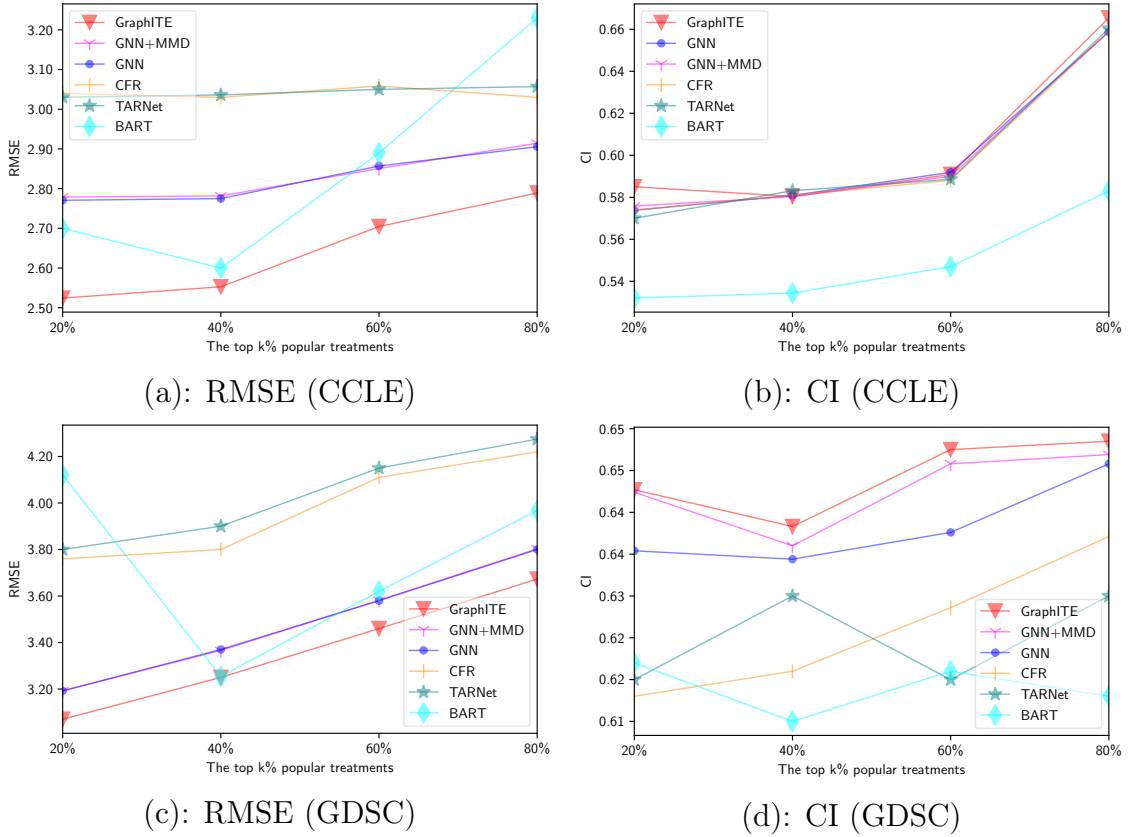 3.20
3.10
3.00
2.90
2.80
2.70
2.60
2.50
RMSE
20%
40%
60%
80%
The top k% popular treatments
GraphITE
GNN+MMD
GNN
CFR
TARNet
BART
(a): RMSE (CCLE)
0.66
0.64
0.62
0.60
0.58
0.56
0.54
CI
20%
40%
60%
80%
The top k% popular treatments
GraphITE
GNN
GNN+MMD
CFR
TARNet
BART
(b): CI (CCLE)
4.20
4.00
3.80
3.60
3.40
3.20
RMSE
20%
40%
60%
80%
The top k% popular treatments
GraphITE
GNN+MMD
GNN
CFR
TARNet
BART
(c): RMSE (GDSC)
0.65
0.65
0.64
0.64
0.63
0.62
0.62
0.61
CI
20%
40%
60%
80%
The top k% popular treatments
GraphITE
GNN+MMD
GNN
CFR
TARNet
BART
(d): CI (GDSC)